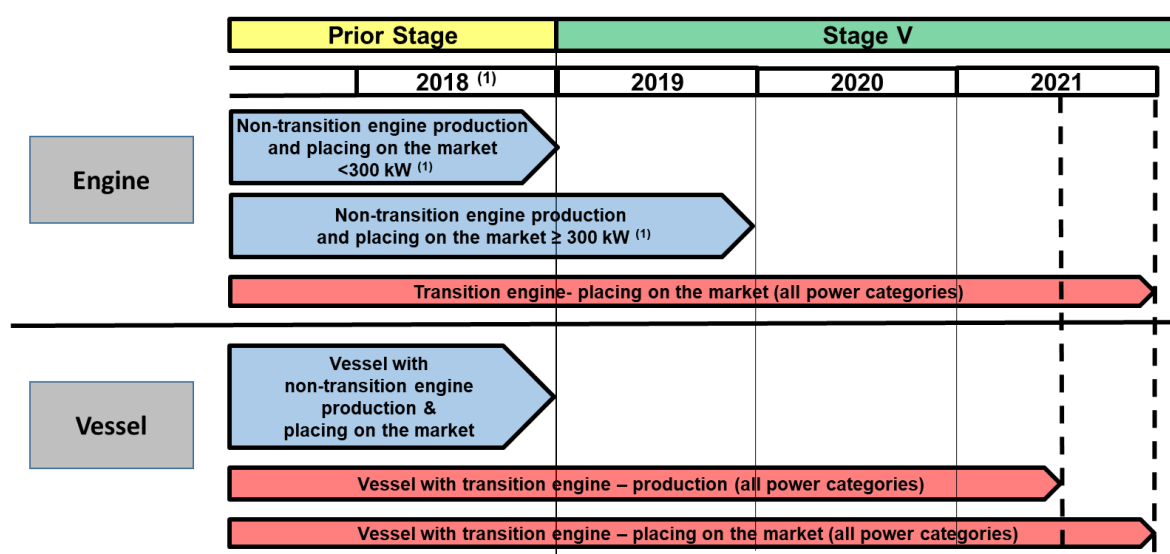 Prior Stage
Stage V
2018 (1)
2019
2020
2021
Engine
Non-transition engine production
and placing on the market
<300 kW (1)
Non-transition engine production
and placing on the market ≥ 300 kW (1)
Transition engine- placing on the market (all power categories)
Vessel
Vessel with
non-transition engine
production &
placing on the market
Vessel with transition engine – production (all power categories)
Vessel with transition engine – placing on the market (all power categories)